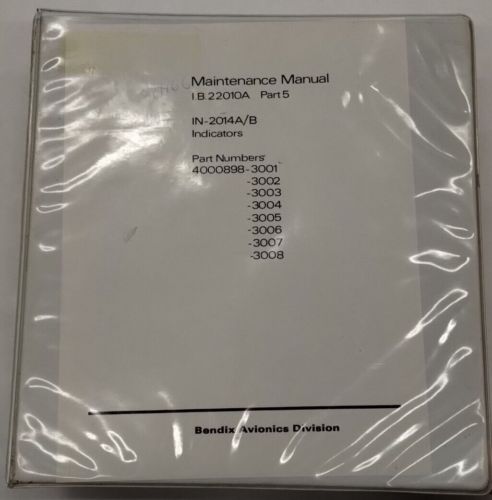 Maintenance Manual
I.B.22010A Part 5
IN-2014A/B
Indicators
Part Numbers
4000898-3001
-3002
-3003
-3004
-3005
-3006
-3007
-3008
Bendix Avionics Division